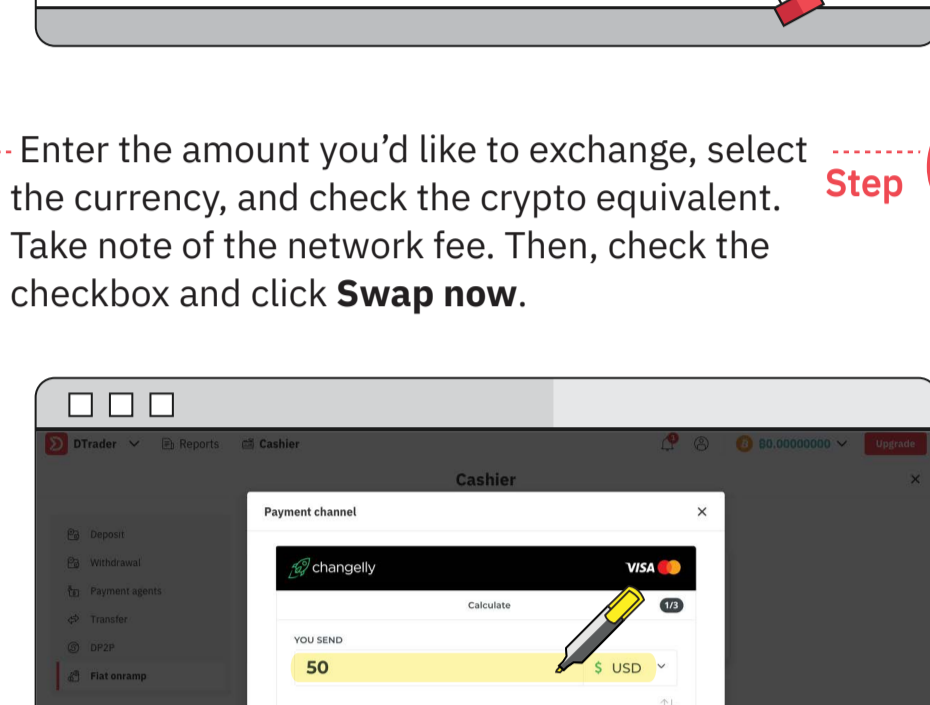 Enter the amount you’d like to exchange, select
the currency, and check the crypto equivalent.
Take note of the network fee. Then, check the
checkbox and click Swap now.
Step
DTrader Reports Cashier 1 ₿0.00000000 Upgrade
Cashier
Payment channel
Deposit
Withdrawal
Payment agents
Transfer
DP2P
Fiat onramp
changelly VISA
Calculate 1/3
YOU SEND
50 $ USD